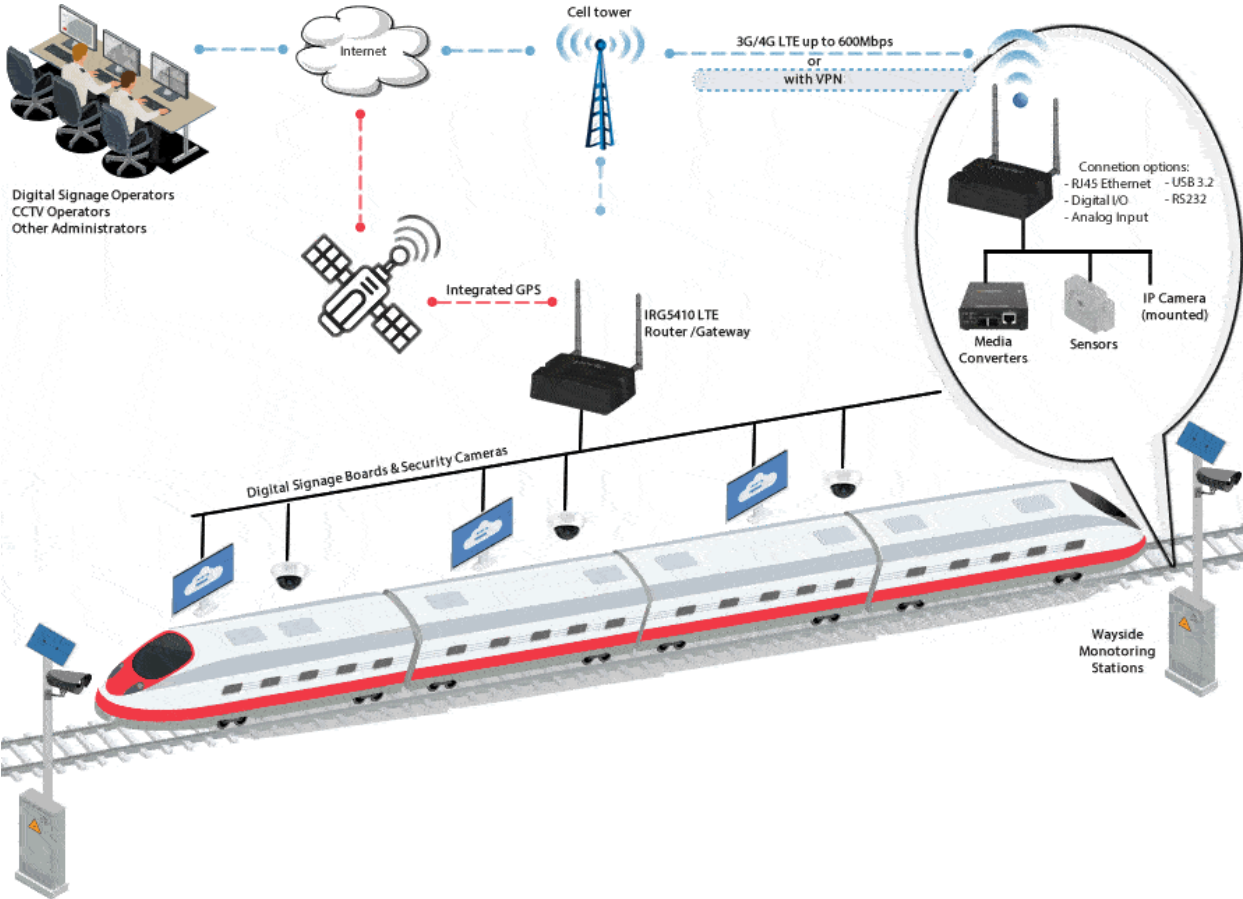 Cell tower
Internet
3G/4G LTE up to 600Mbps
or
with VPN
Digital Signage Operators
CCTV Operators
Other Administrators
Connetion options:
- RJ45 Ethernet - USB 3.2
- Digital I/O - RS232
- Analog Input
Integrated GPS
IRG5410 LTE
Router /Gateway
Media
Converters
Sensors
IP Camera
(mounted)
Digital Signage Boards & Security Cameras
Wayside
Monotoring
Stations